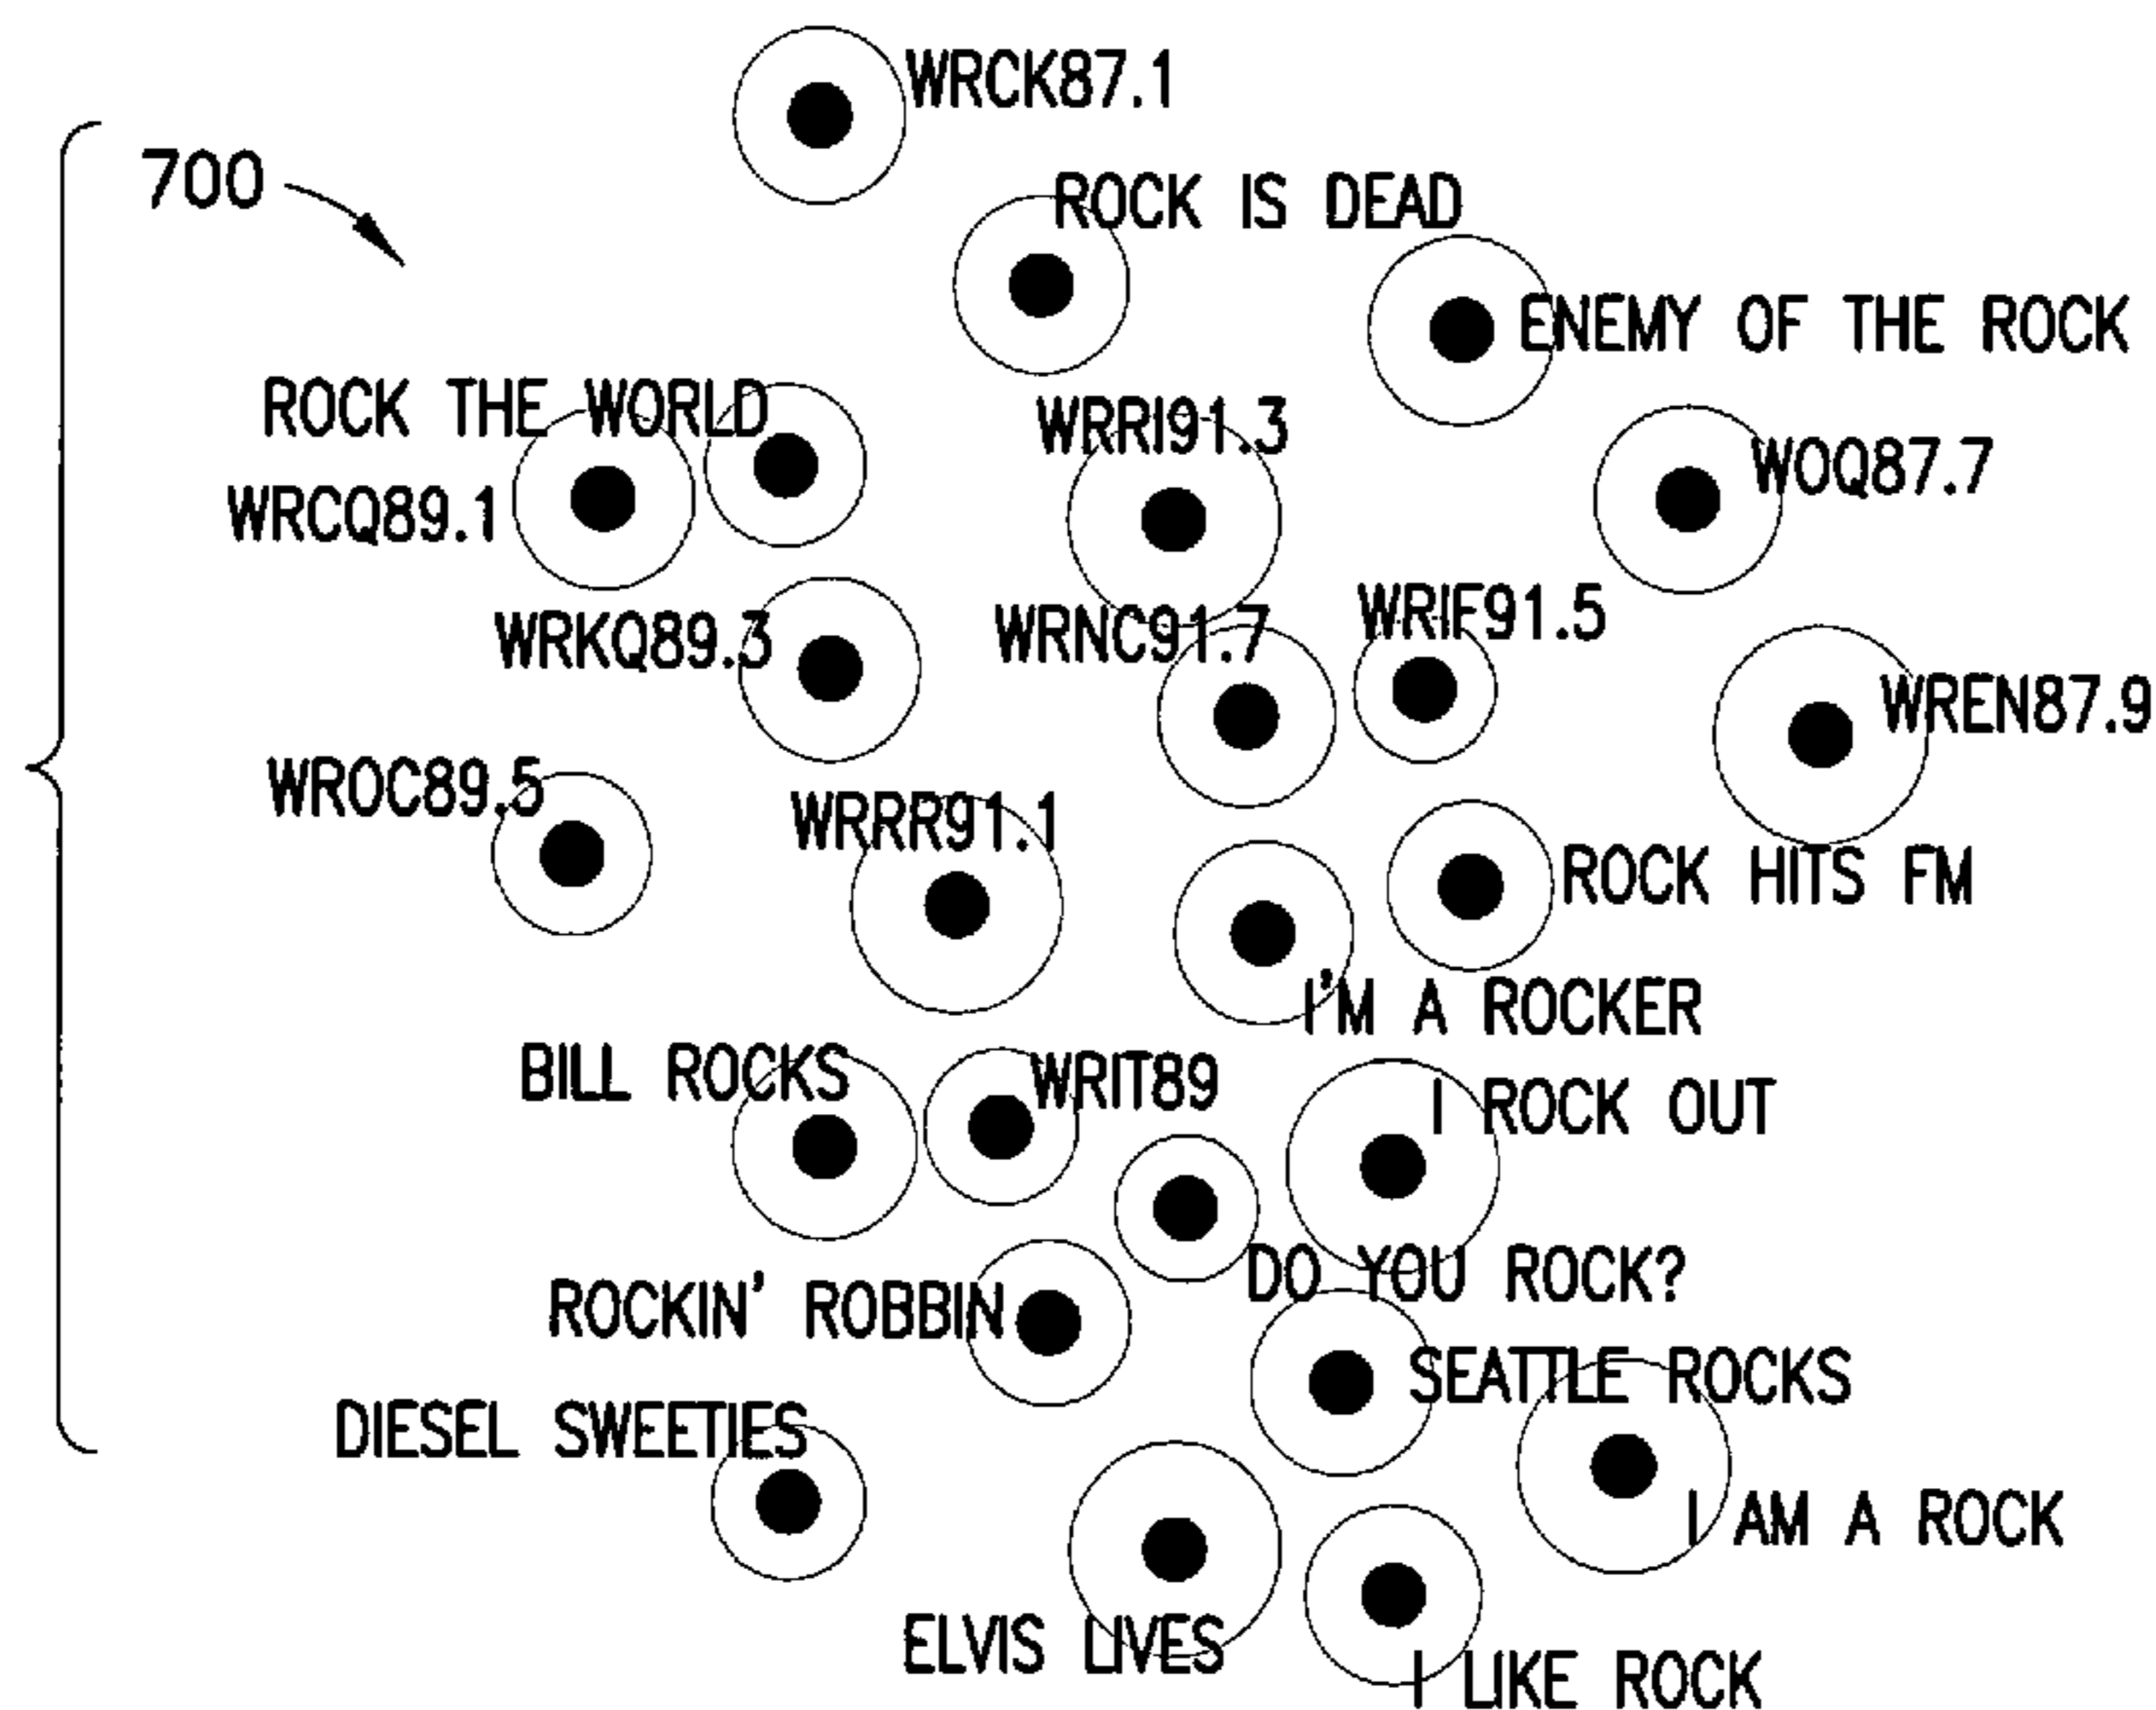 WRCK87.1
700
ROCK IS DEAD
ENEMY OF THE ROCK
ROCK THE WORLD
WRRI91.3
WOQ87.7
WRCQ89.1
WRIF91.5
WRKQ89.3
WRNC91.7
WREN87.9
WROC89.5
WRRR91.1
ROCK HITS FM
I'M A ROCKER
BILL ROCKS
WRIT89
I ROCK OUT
DO YOU ROCK?
ROCKIN' ROBBIN
SEATTLE ROCKS
DIESEL SWEETIES
I AM A ROCK
ELVIS LIVES
I LIKE ROCK